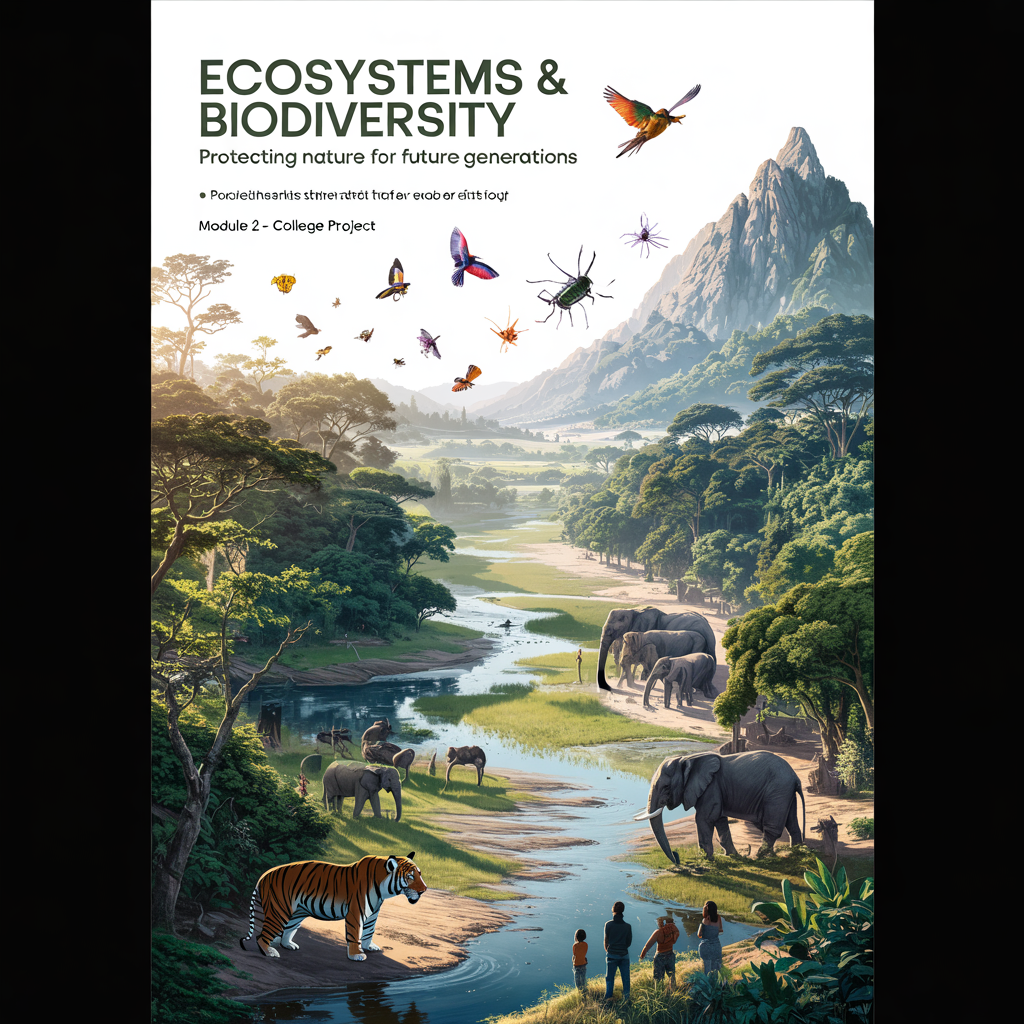 ECOSYSTEMS &
BIODIVERSITY
Protecting nature for future generations
Module 2 - College Project